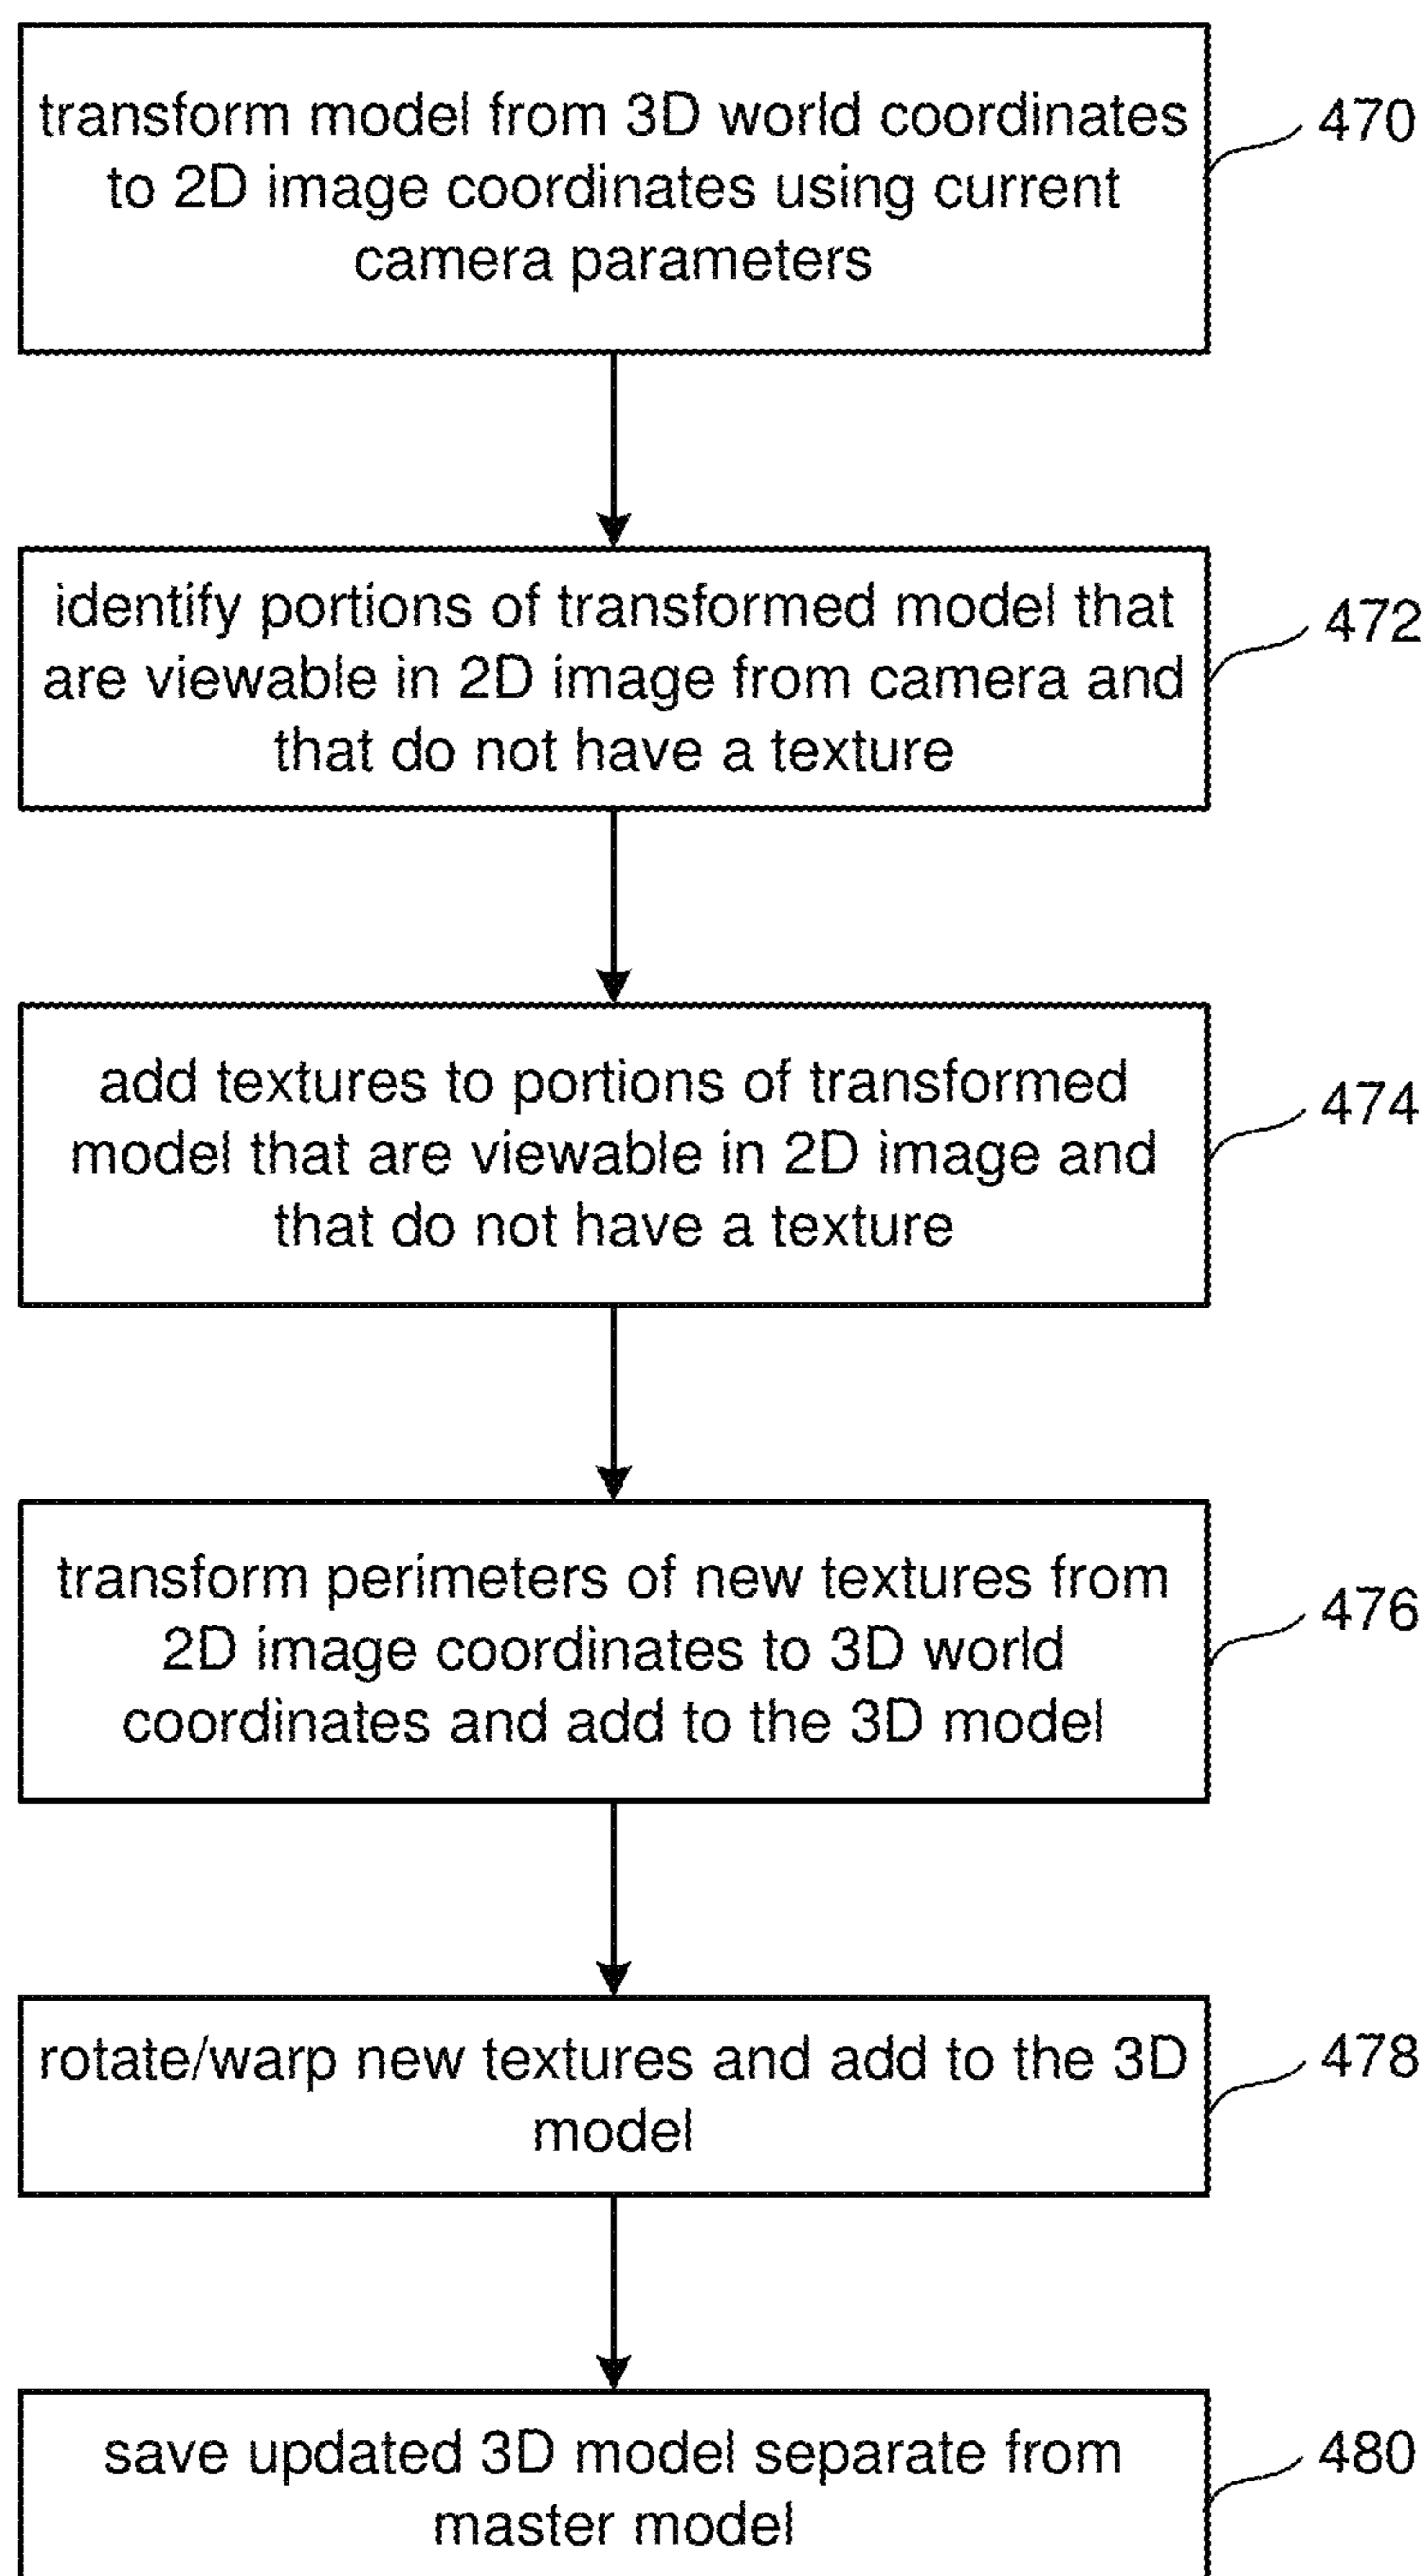 transform model from 3D world coordinates
to 2D image coordinates using current
camera parameters
470
identify portions of transformed model that
are viewable in 2D image from camera and
that do not have a texture
472
add textures to portions of transformed
model that are viewable in 2D image and
that do not have a texture
474
transform perimeters of new textures from
2D image coordinates to 3D world
coordinates and add to the 3D model
476
rotate/warp new textures and add to the 3D
model
478
save updated 3D model separate from
master model
480